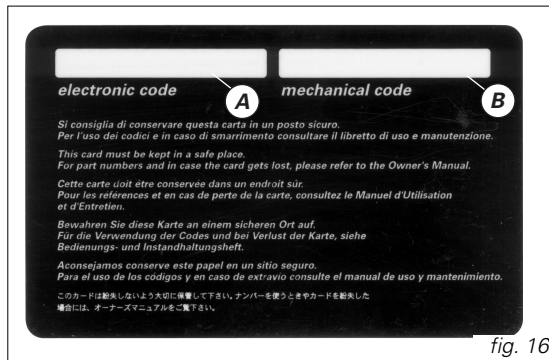 electronic code
mechanical code
A
B
Si consiglia di conservare questa carta in un posto sicuro.
Per l'uso dei codici e in caso di smarrimento consultare il libretto di uso e manutenzione.
This card must be kept in a safe place.
For part numbers and in case the card gets lost, please refer to the Owner's Manual.
Cette carte doit être conservée dans un endroit sûr.
Pour les références et en cas de perte de la carte, consultez le Manuel d'Utilisation
et d'Entretien.
Bewahren Sie diese Karte an einem sicheren Ort auf.
Für die Verwendung der Codes und bei Verlust der Karte, siehe
Bedienungs- und Instandhaltungsheft.
Aconsejamos conserve este papel en un sitio seguro.
Para el uso de los códigos y en caso de extravío consulte el manual de uso y mantenimiento.
このカードは紛失しないよう大切に保管して下さい。ナンバーを使うときやカードを紛失した
場合には、オーナーズマニュアルをご覧下さい。
fig. 16